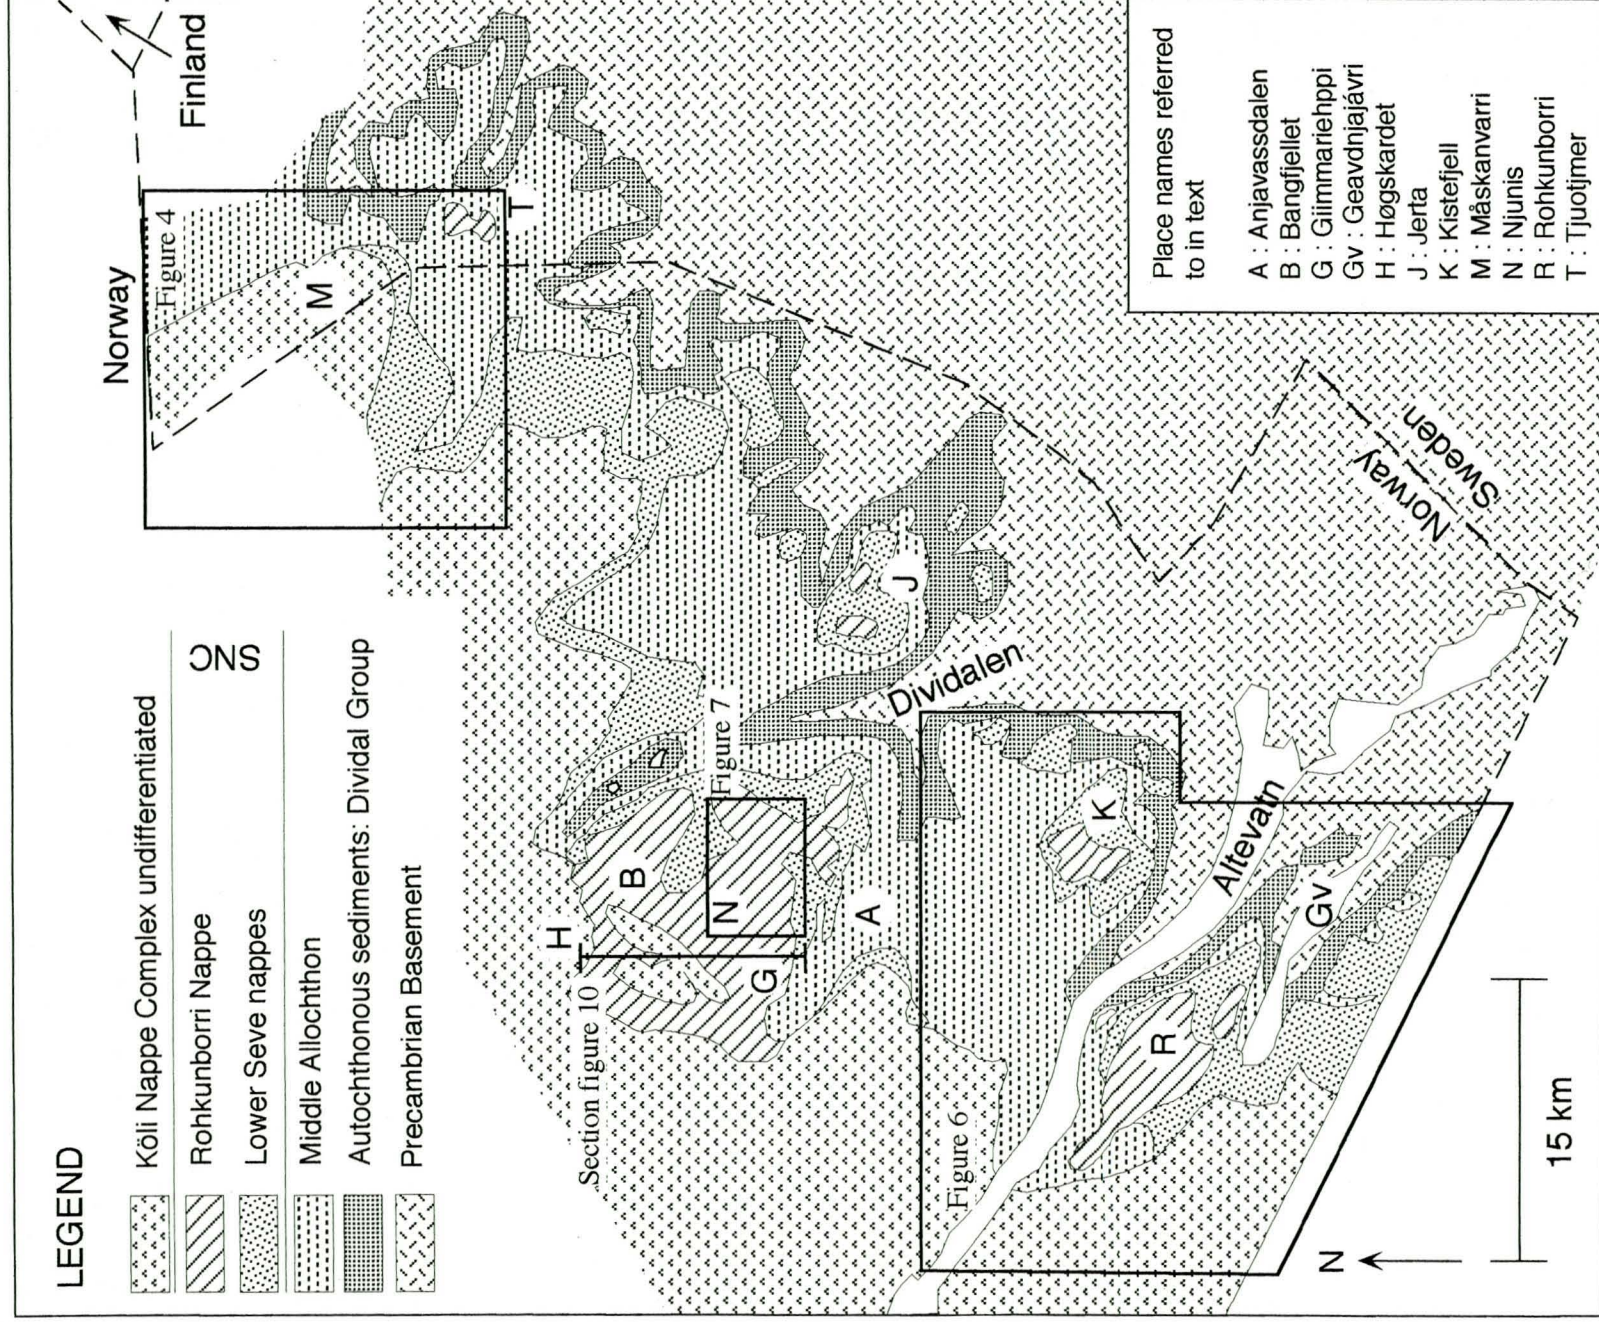 LEGEND
Köli Nappe Complex undifferentiated
Rohkunborri Nappe
Lower Seve nappes
SNC
Middle Allochthon
Autochthonous sediments: Dividal Group
Precambrian Basement
Norway
Finland
Figure 4
M
T
H
B
N
G
Figure 7
Section figure 10
A
J
Dividalen
K
Altevatn
Gv
R
Figure 6
Norway
Sweden
N
15 km
Place names referred
to in text
A : Anjavassdalen
B : Bangfjellet
G : Giimmariehppi
Gv : Geavdnjajávri
H : Høgskardet
J : Jerta
K : Kistefjell
M : Måskanvarri
N : Njunis
R : Rohkunborri
T : Tjuotjmer